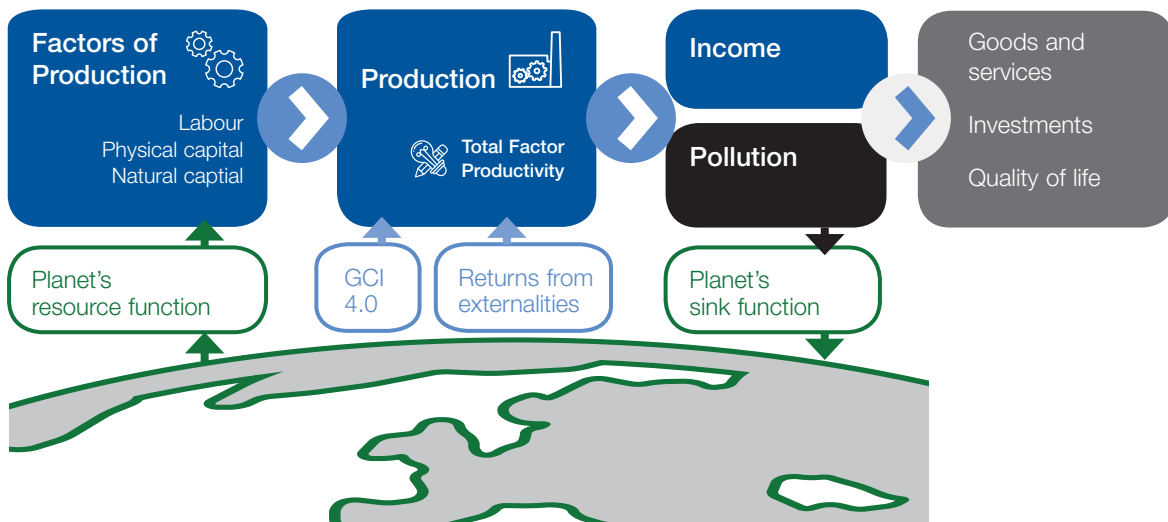 Factors of
Production
Labour
Physical capital
Natural captial
Production
Total Factor
Productivity
Income
Pollution
Goods and
services
Investments
Quality of life
Planet's
resource function
GCI
4.0
Returns from
externalities
Planet's
sink function